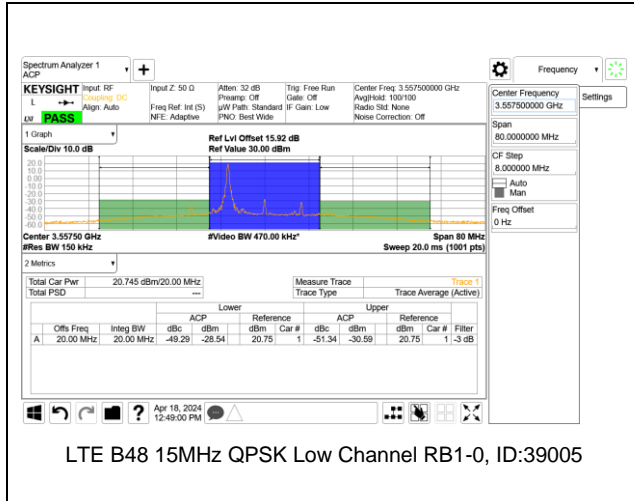 Spectrum Analyzer 1
ACP
Frequency
KEYSIGHT Input: RF Input Z: 50 Ω Atten: 32 dB Trig: Free Run Center Freq: 3.557500000 GHz
Coupling: DC Preamp: Off Gate: Off Avg|Hold: 100/100
L Align: Auto Freq Ref: Int (S) µW Path: Standard IF Gain: Low Radio Std: None
PASS NFE: Adaptive PNO: Best Wide Noise Correction: Off
Center Frequency
3.557500000 GHz
Settings
Span
80.0000000 MHz
CF Step
8.000000 MHz
Auto
Man
Freq Offset
0 Hz
1 Graph
Ref Lvl Offset 15.92 dB
Scale/Div 10.0 dB Ref Value 30.00 dBm
20.0
10.0
0.00
-10.0
-20.0
-30.0
-40.0
-50.0
-60.0
Center 3.55750 GHz #Video BW 470.00 kHz* Span 80 MHz
#Res BW 150 kHz Sweep 20.0 ms (1001 pts)
2 Metrics
Total Car Pwr 20.745 dBm/20.00 MHz Measure Trace Trace 1
Total PSD --- Trace Type Trace Average (Active)
Lower Upper
ACP Reference ACP Reference
Offs Freq Integ BW dBc dBm dBm Car # dBc dBm dBm Car # Filter
A 20.00 MHz 20.00 MHz -49.29 -28.54 20.75 1 -51.34 -30.59 20.75 1 -3 dB
Apr 18, 2024
12:49:00 PM
LTE B48 15MHz QPSK Low Channel RB1-0, ID:39005